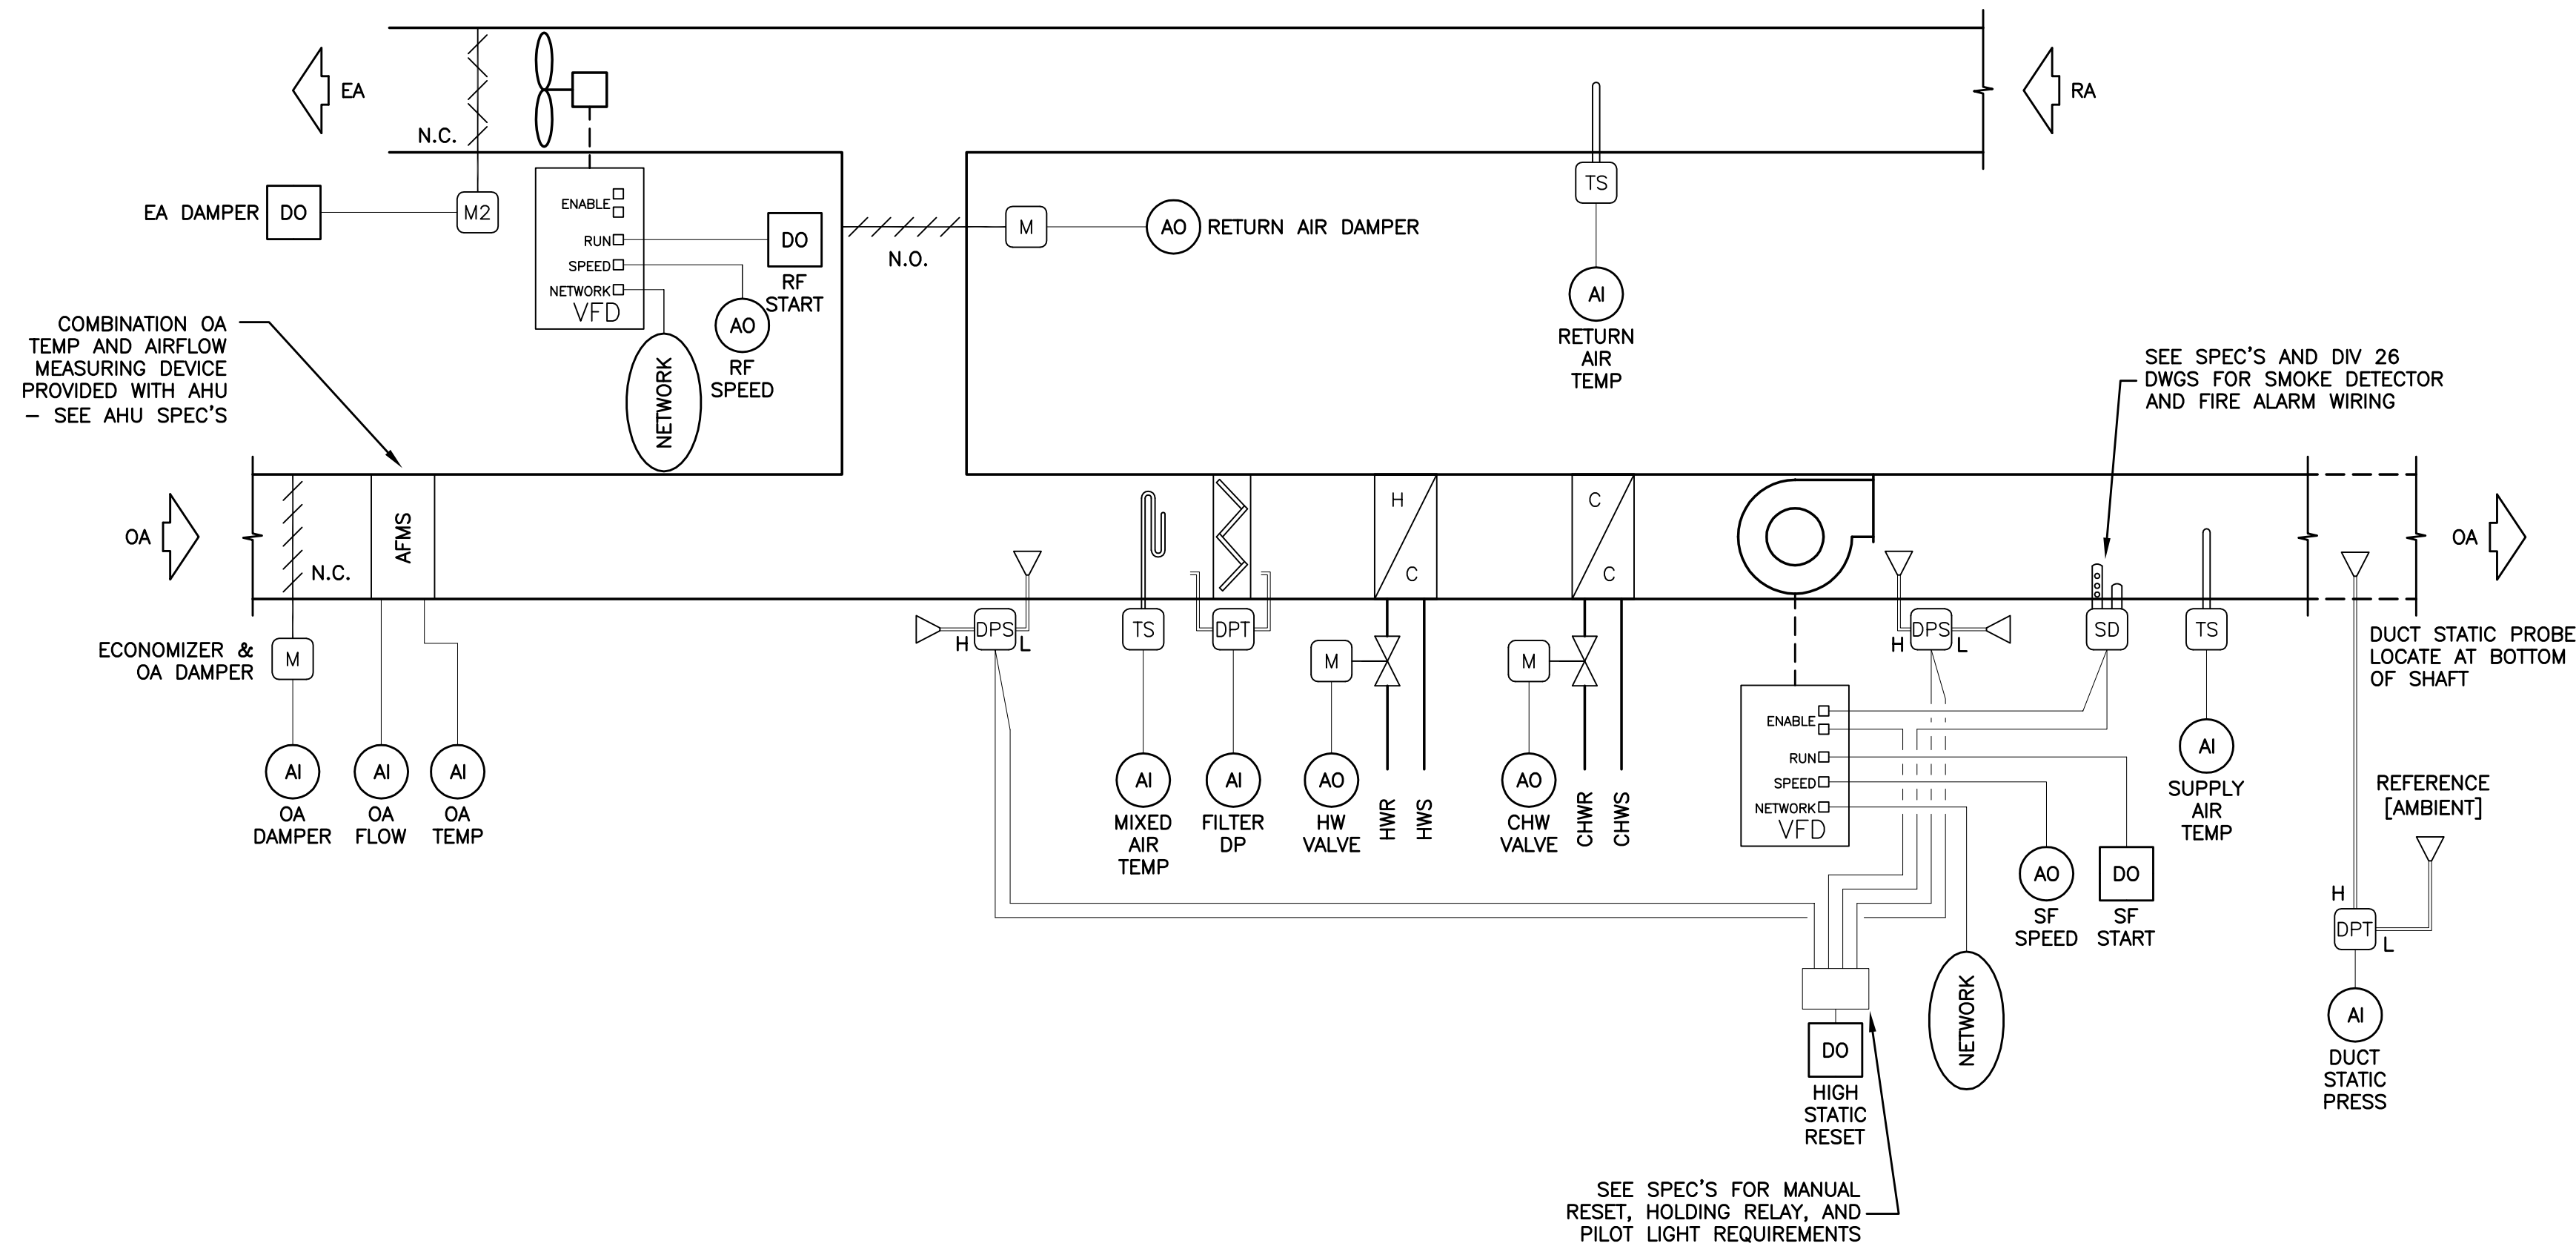 EA
RA
N.C.
TS
EA DAMPER
DO
M2
ENABLE
RUN
SPEED
NETWORK
VFD
DO
RF
START
AO
RF
SPEED
NETWORK
N.O.
M
AO
RETURN AIR DAMPER
AI
RETURN
AIR
TEMP
COMBINATION OA
TEMP AND AIRFLOW
MEASURING DEVICE
PROVIDED WITH AHU
- SEE AHU SPEC'S
SEE SPEC'S AND DIV 26
DWGS FOR SMOKE DETECTOR
AND FIRE ALARM WIRING
OA
N.C.
AFMS
H
C
C
C
OA
ECONOMIZER &
OA DAMPER
M
H
DPS
L
TS
DPT
M
M
H
DPS
L
SD
TS
DUCT STATIC PROBE
LOCATE AT BOTTOM
OF SHAFT
AI
OA
DAMPER
AI
OA
FLOW
AI
OA
TEMP
AI
MIXED
AIR
TEMP
AI
FILTER
DP
AO
HW
VALVE
HWR
HWS
AO
CHW
VALVE
CHWR
CHWS
ENABLE
RUN
SPEED
NETWORK
VFD
AI
SUPPLY
AIR
TEMP
REFERENCE
[AMBIENT]
AO
SF
SPEED
DO
SF
START
H
DPT
L
AI
DUCT
STATIC
PRESS
NETWORK
DO
HIGH
STATIC
RESET
SEE SPEC'S FOR MANUAL
RESET, HOLDING RELAY, AND
PILOT LIGHT REQUIREMENTS